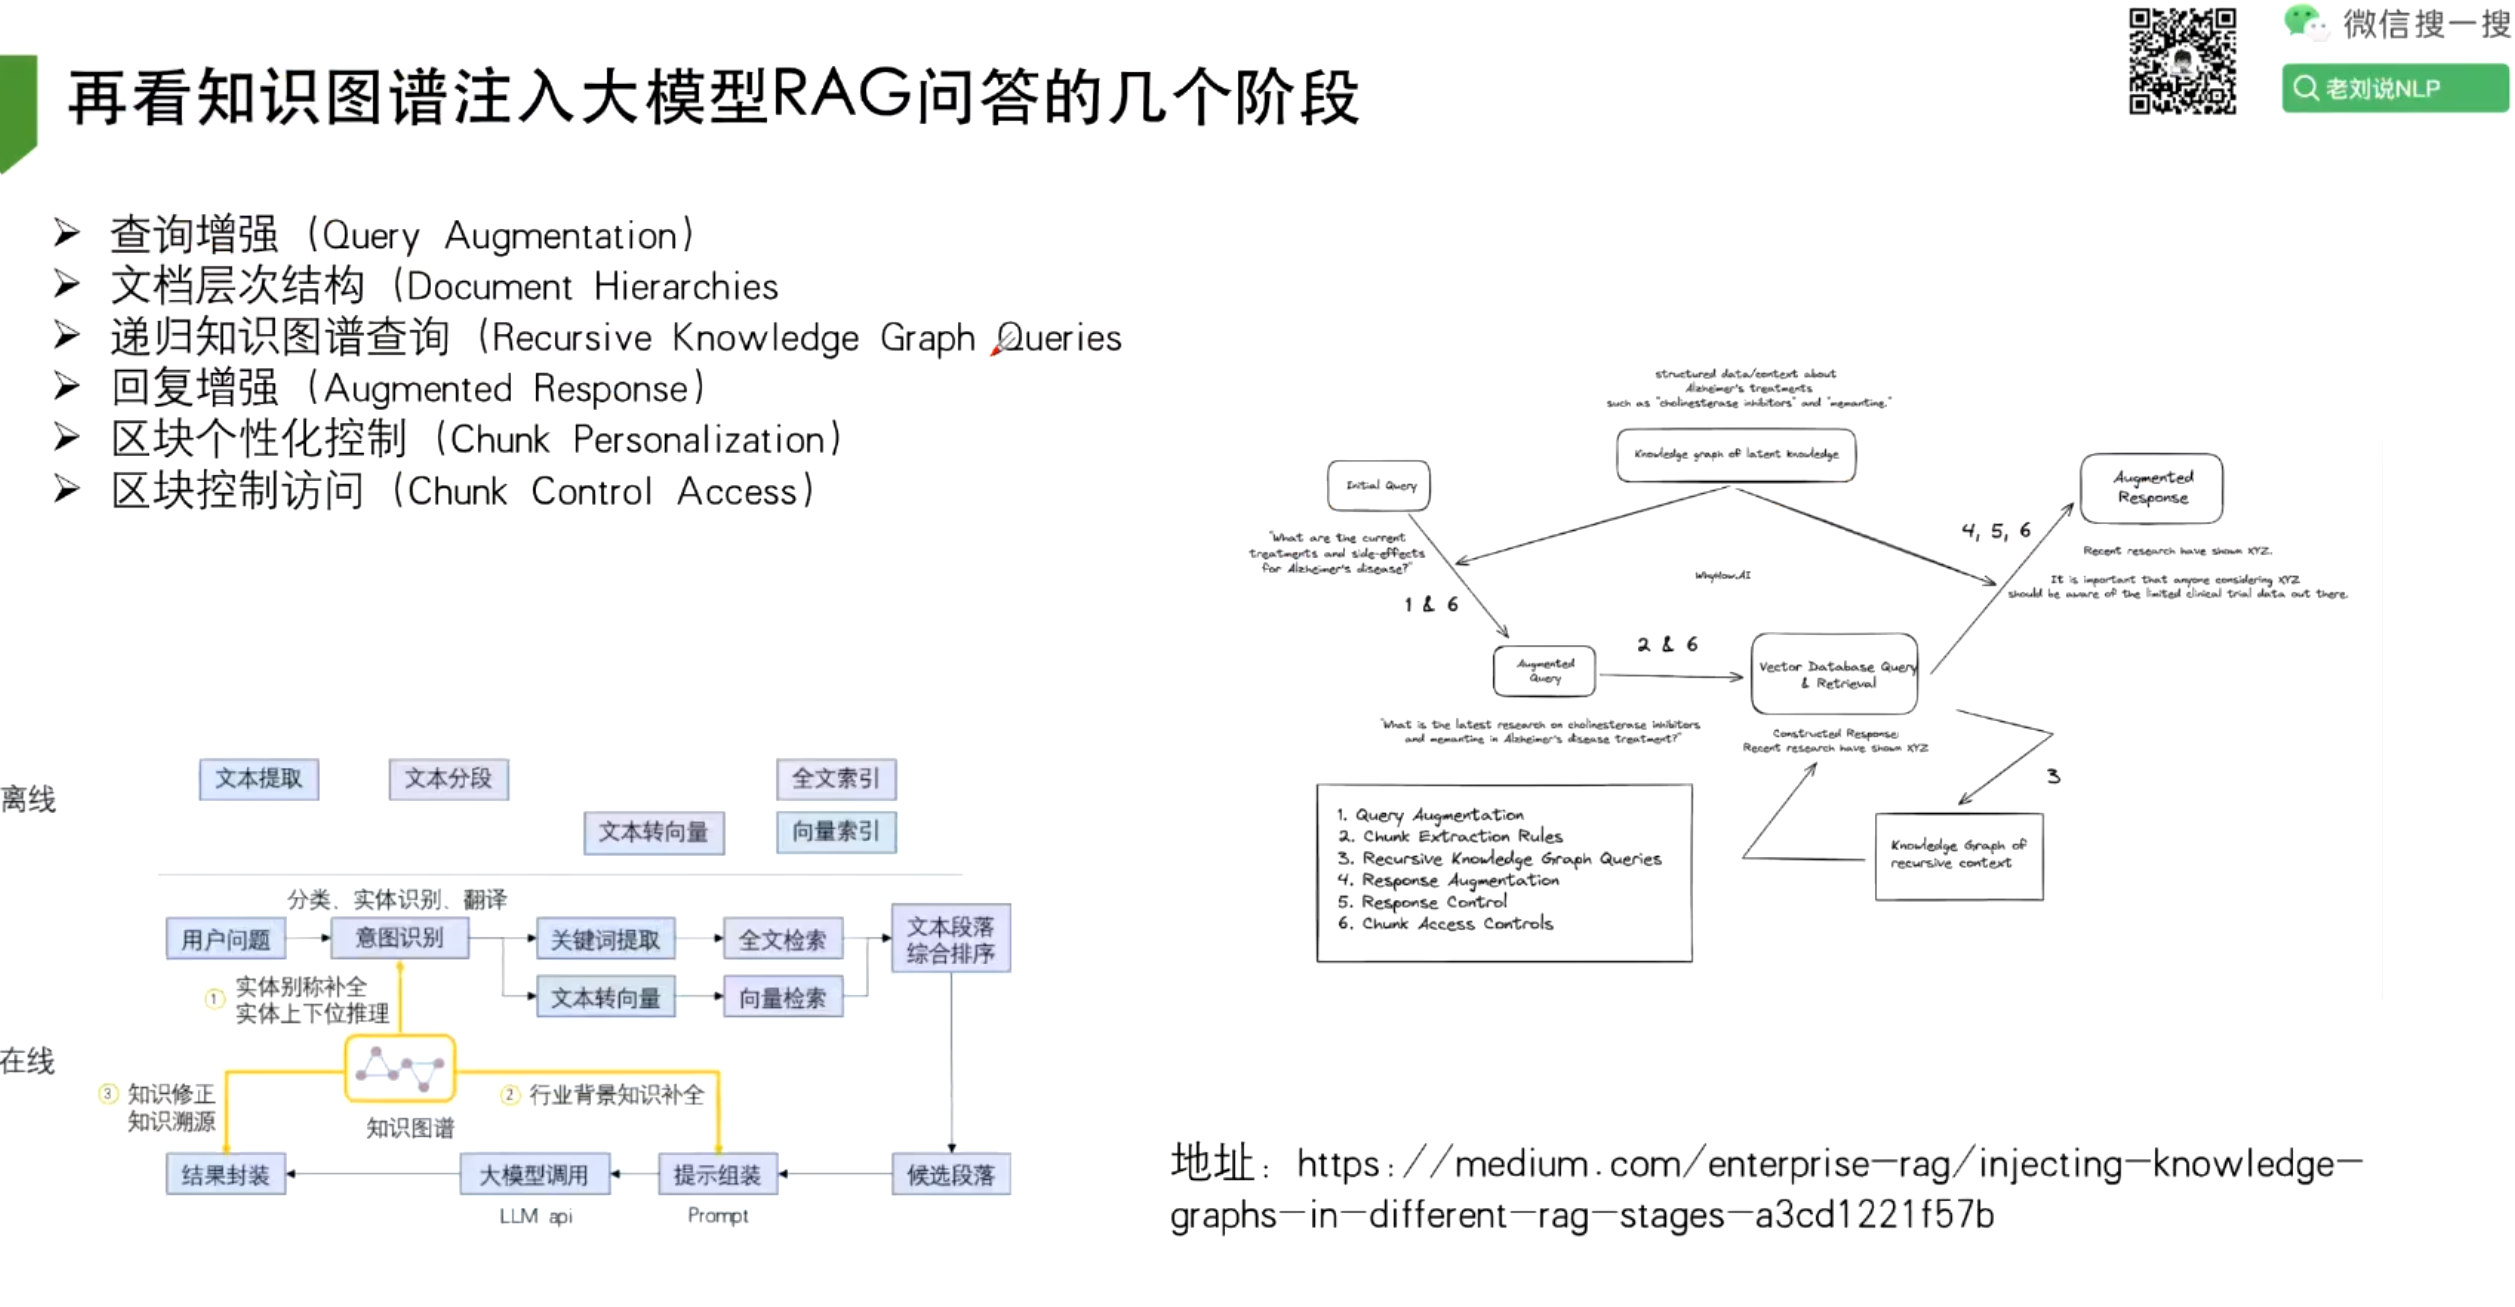 微信搜一搜
老刘说NLP
再看知识图谱注入大模型RAG问答的几个阶段
查询增强（Query Augmentation）
文档层次结构（Document Hierarchies
递归知识图谱查询（Recursive Knowledge Graph Queries
回复增强（Augmented Response）
区块个性化控制（Chunk Personalization）
区块控制访问（Chunk Control Access）
structured data/context about
Alzheimer's treatments
such as "cholinesterase inhibitors" and "memantine."
Knowledge graph of latent knowledge
Initial Query
Augmented
Response
"What are the current
treatments and side-effects
for Alzheimer's disease?"
1 & 6
WhyHow.AI
4, 5, 6
Recent research have shown XYZ.
It is important that anyone considering XYZ
should be aware of the limited clinical trial data out there.
Augmented
Query
2 & 6
Vector Database Query
& Retrieval
"What is the latest research on cholinesterase inhibitors
and memantine in Alzheimer's disease treatment?"
Constructed Response:
Recent research have shown XYZ
3
Knowledge Graph of
recursive context
1. Query Augmentation
2. Chunk Extraction Rules
3. Recursive Knowledge Graph Queries
4. Response Augmentation
5. Response Control
6. Chunk Access Controls
离线
文本提取
文本分段
全文索引
文本转向量
向量索引
分类、实体识别、翻译
用户问题
意图识别
关键词提取
全文检索
文本段落
综合排序
文本转向量
向量检索
① 实体别称补全
实体上下位推理
在线
③ 知识修正
知识溯源
知识图谱
② 行业背景知识补全
结果封装
大模型调用
提示组装
候选段落
LLM api
Prompt
地址：https://medium.com/enterprise-rag/injecting-knowledge-
graphs-in-different-rag-stages-a3cd1221f57b